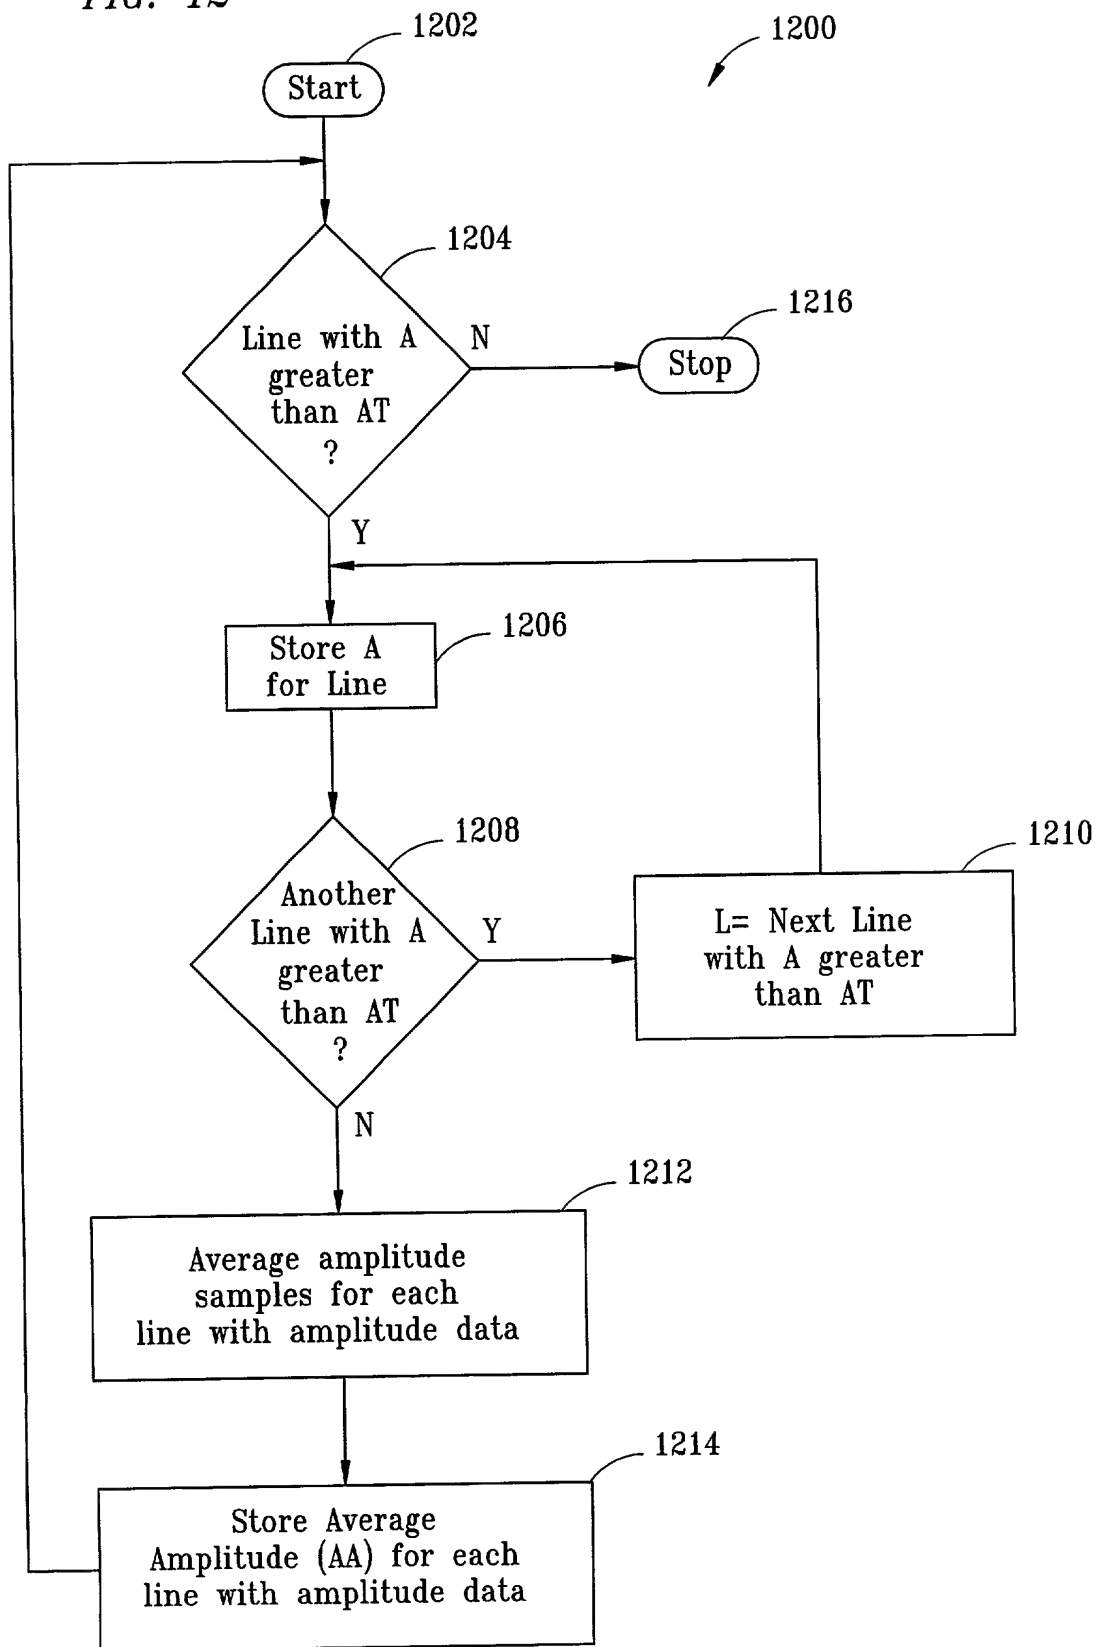 FIG. 12
1202
1200
Start
1204
1216
Line with A
greater
than AT
?
N
Stop
Y
1206
Store A
for Line
1208
1210
Another
Line with A
greater
than AT
?
Y
L= Next Line
with A greater
than AT
N
1212
Average amplitude
samples for each
line with amplitude data
1214
Store Average
Amplitude (AA) for each
line with amplitude data